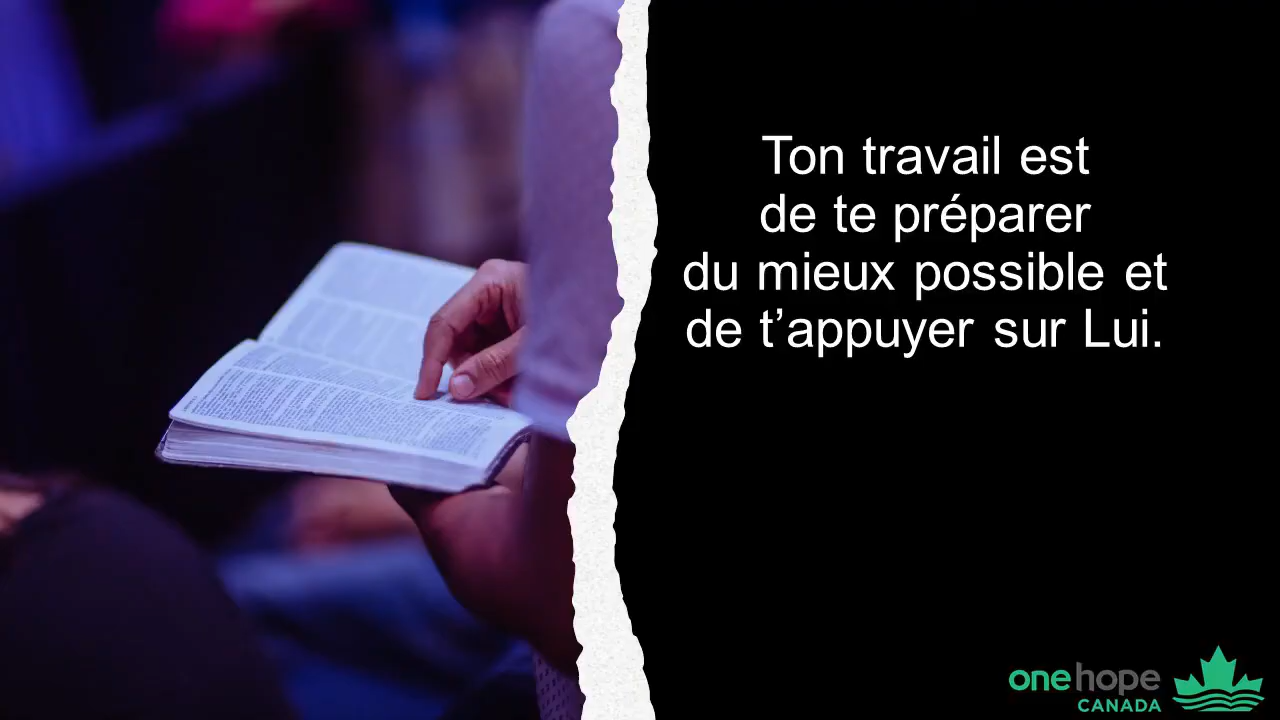 Ton travail est
de te préparer
du mieux possible et
de t’appuyer sur Lui.
onehope
CANADA